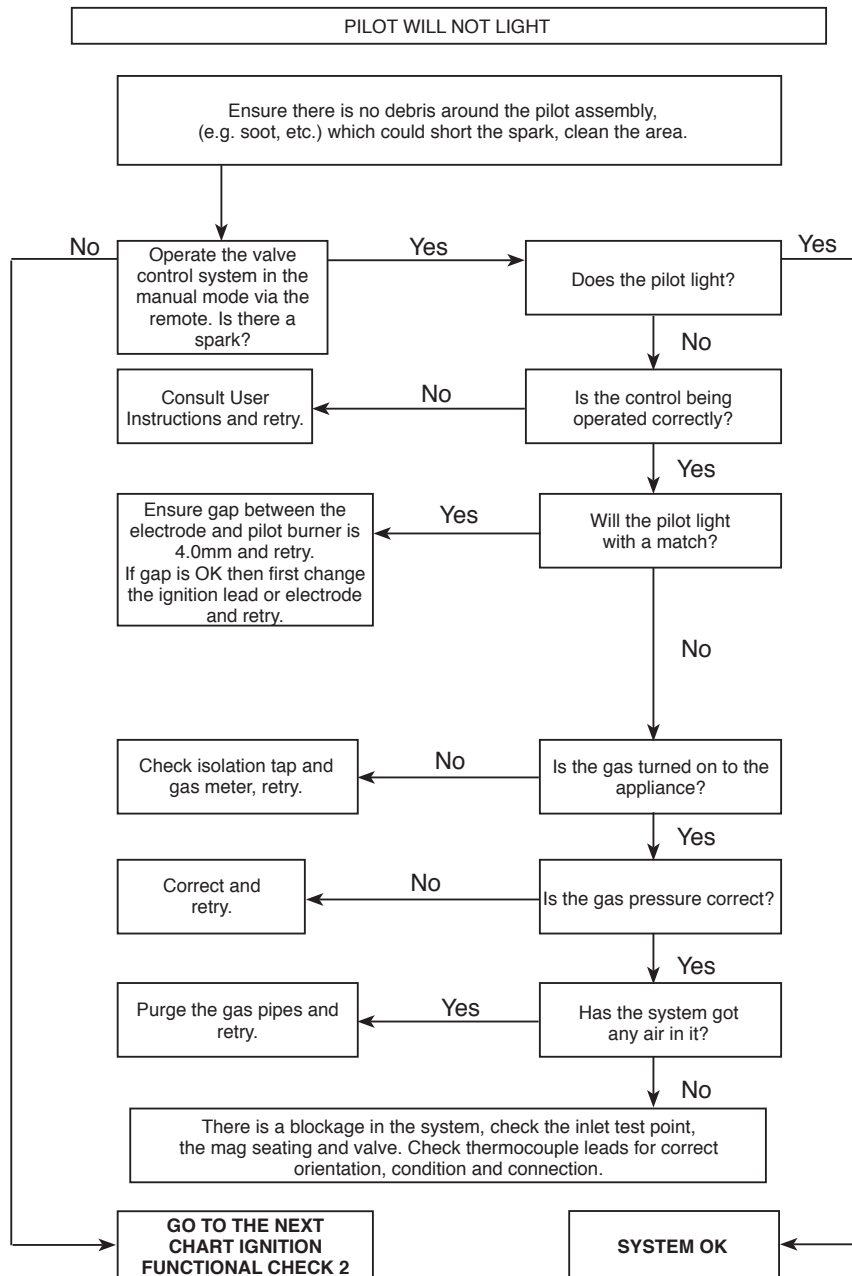 PILOT WILL NOT LIGHT
Ensure there is no debris around the pilot assembly,
(e.g. soot, etc.) which could short the spark, clean the area.
No
Operate the valve
control system in the
manual mode via the
remote. Is there a
spark?
Yes
Does the pilot light?
Yes
No
Consult User
Instructions and retry.
No
Is the control being
operated correctly?
Yes
Ensure gap between the
electrode and pilot burner is
4.0mm and retry.
If gap is OK then first change
the ignition lead or electrode
and retry.
Yes
Will the pilot light
with a match?
No
Check isolation tap and
gas meter, retry.
No
Is the gas turned on to the
appliance?
Yes
Correct and
retry.
No
Is the gas pressure correct?
Yes
Purge the gas pipes and
retry.
Yes
Has the system got
any air in it?
No
There is a blockage in the system, check the inlet test point,
the mag seating and valve. Check thermocouple leads for correct
orientation, condition and connection.
GO TO THE NEXT
CHART IGNITION
FUNCTIONAL CHECK 2
SYSTEM OK